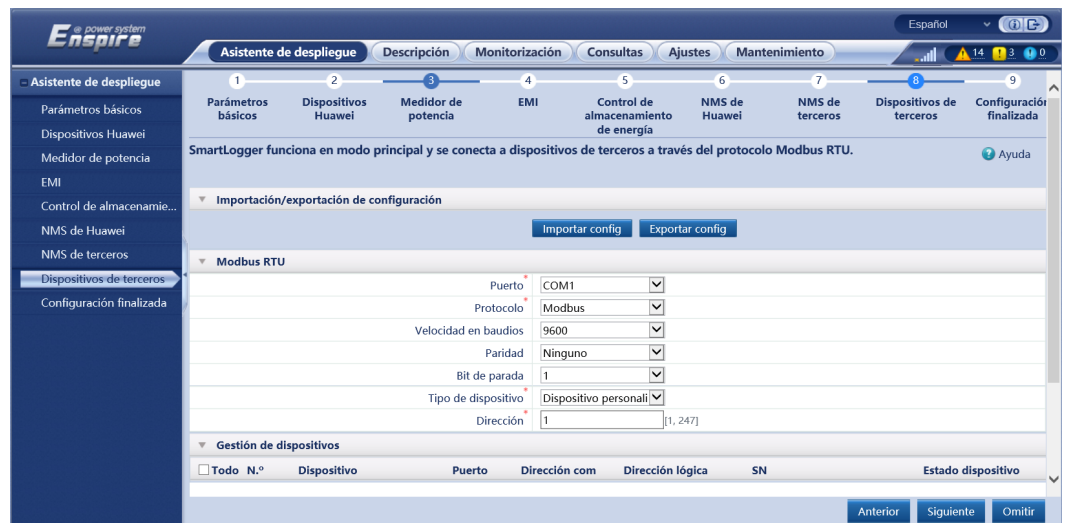 e power system
Enspire
Español
Asistente de despliegue
Descripción
Monitorización
Consultas
Ajustes
Mantenimiento
14
3
0
Asistente de despliegue
Parámetros básicos
Dispositivos Huawei
Medidor de potencia
EMI
Control de almacenamie...
NMS de Huawei
NMS de terceros
Dispositivos de terceros
Configuración finalizada
1
2
3
4
5
6
7
8
9
Parámetros básicos
Dispositivos Huawei
Medidor de potencia
EMI
Control de almacenamiento de energía
NMS de Huawei
NMS de terceros
Dispositivos de terceros
Configuración finalizada
SmartLogger funciona en modo principal y se conecta a dispositivos de terceros a través del protocolo Modbus RTU.
Ayuda
Importación/exportación de configuración
Importar config
Exportar config
Modbus RTU
Puerto* COM1
Protocolo* Modbus
Velocidad en baudios 9600
Paridad Ninguno
Bit de parada 1
Tipo de dispositivo* Dispositivo personali
Dirección* 1 [1, 247]
Gestión de dispositivos
Todo N.º Dispositivo Puerto Dirección com Dirección lógica SN Estado dispositivo
Anterior
Siguiente
Omitir